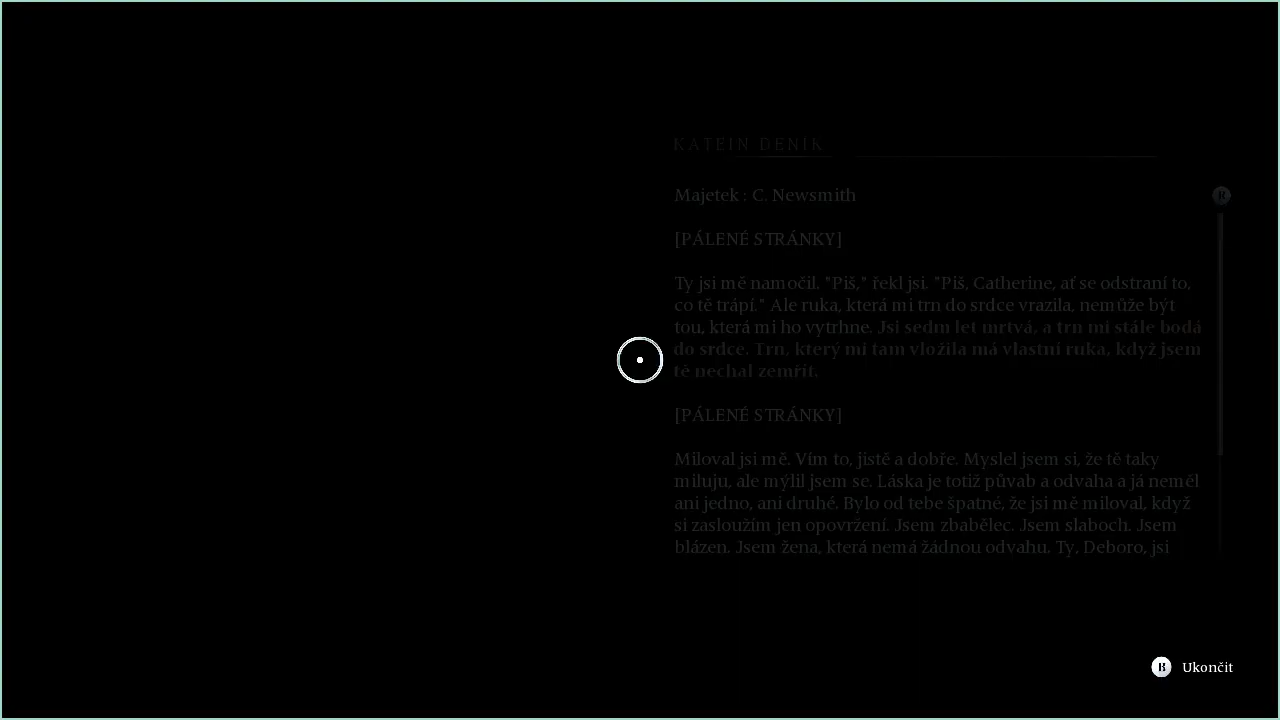 KATEIN DENÍK
Majetek : C. Newsmith
[PÁLENÉ STRÁNKY]
Ty jsi mě namočil. "Piš," řekl jsi. "Piš, Catherine, ať se odstraní to,
co tě trápí." Ale ruka, která mi trn do srdce vrazila, nemůže být
tou, která mi ho vytrhne. Jsi sedm let mrtvá, a trn mi stále bodá
do srdce. Trn, který mi tam vložila má vlastní ruka, když jsem
tě nechal zemřít.
[PÁLENÉ STRÁNKY]
Miloval jsi mě. Vím to, jistě a dobře. Myslel jsem si, že tě taky
miluju, ale mýlil jsem se. Láska je totiž půvab a odvaha a já neměl
ani jedno, ani druhé. Bylo od tebe špatné, že jsi mě miloval, když
si zasloužím jen opovržení. Jsem zbabělec. Jsem slaboch. Jsem
blázen. Jsem žena, která nemá žádnou odvahu. Ty, Deboro, jsi
B Ukončit